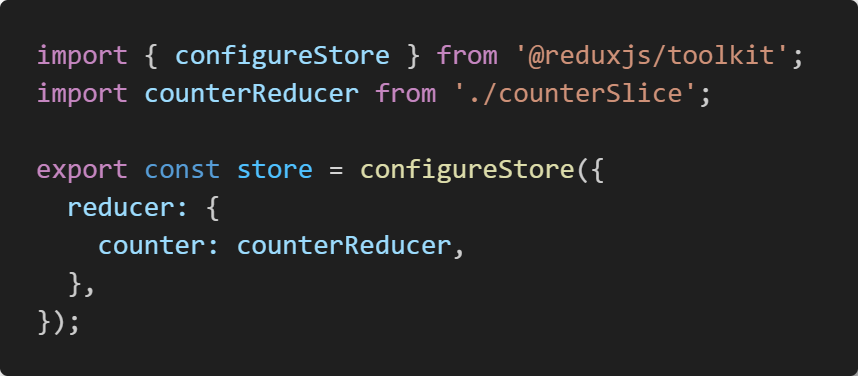 import { configureStore } from '@reduxjs/toolkit';
import counterReducer from './counterSlice';

export const store = configureStore({
  reducer: {
    counter: counterReducer,
  },
});